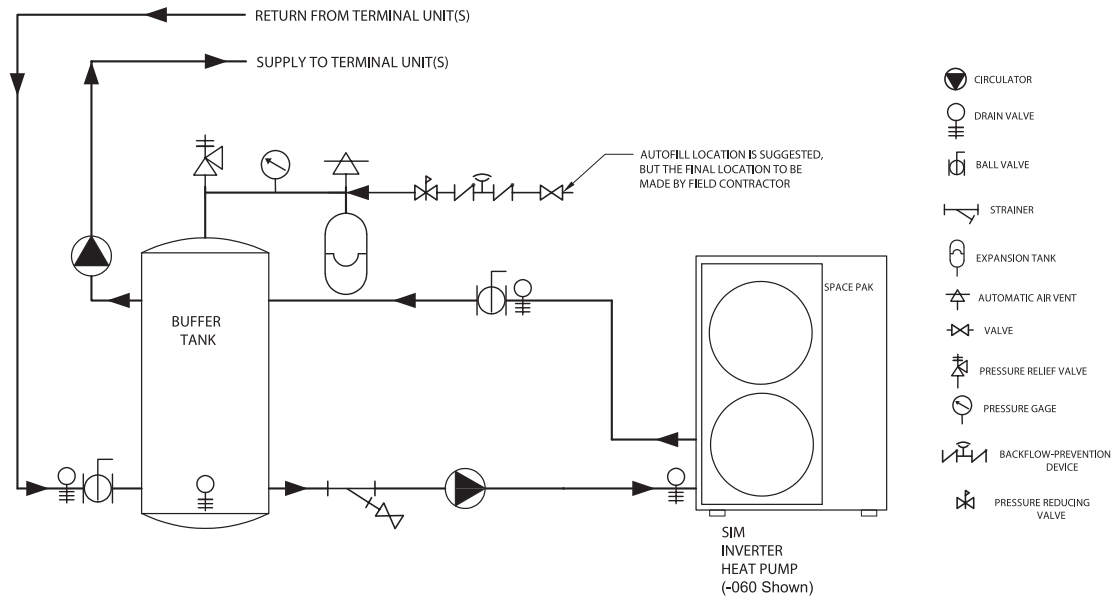 RETURN FROM TERMINAL UNIT(S)
SUPPLY TO TERMINAL UNIT(S)
AUTOFILL LOCATION IS SUGGESTED,
BUT THE FINAL LOCATION TO BE
MADE BY FIELD CONTRACTOR
BUFFER
TANK
SPACE PAK
SIM
INVERTER
HEAT PUMP
(-060 Shown)
CIRCULATOR
DRAIN VALVE
BALL VALVE
STRAINER
EXPANSION TANK
AUTOMATIC AIR VENT
VALVE
PRESSURE RELIEF VALVE
PRESSURE GAGE
BACKFLOW-PREVENTION
DEVICE
PRESSURE REDUCING
VALVE